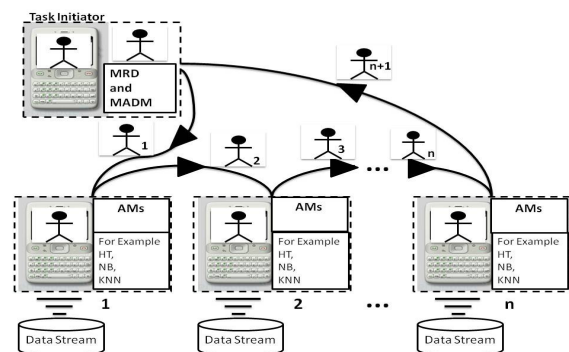 Task Initiator
MRD
and
MADM
n+1
1
2
3
...
n
AMs
For Example
HT,
NB,
KNN
AMs
For Example
HT,
NB,
KNN
AMs
For Example
HT,
NB,
KNN
1
2
...
n
Data Stream
Data Stream
Data Stream